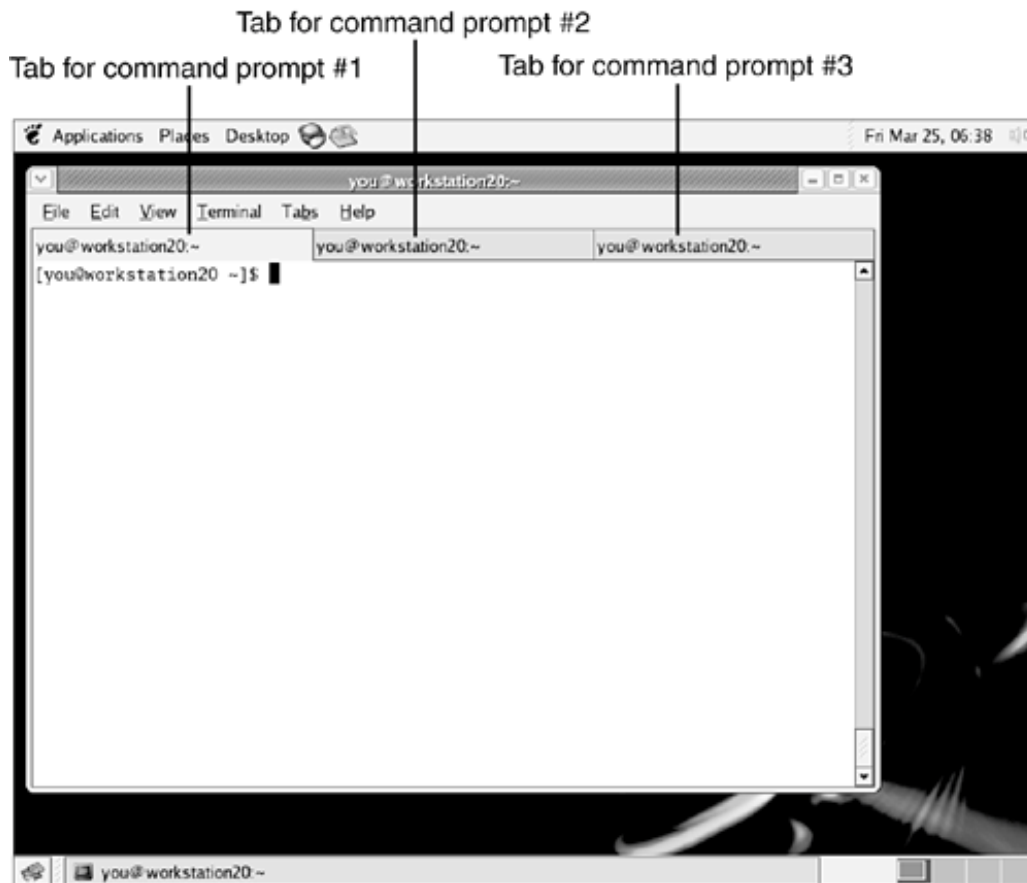 Tab for command prompt #2
Tab for command prompt #1
Tab for command prompt #3
Applications Places Desktop
Fri Mar 25, 06:38
you@workstation20:~
File Edit View Terminal Tabs Help
you@workstation20:~
you@workstation20:~
you@workstation20:~
[you@workstation20 ~]$
you@workstation20:~